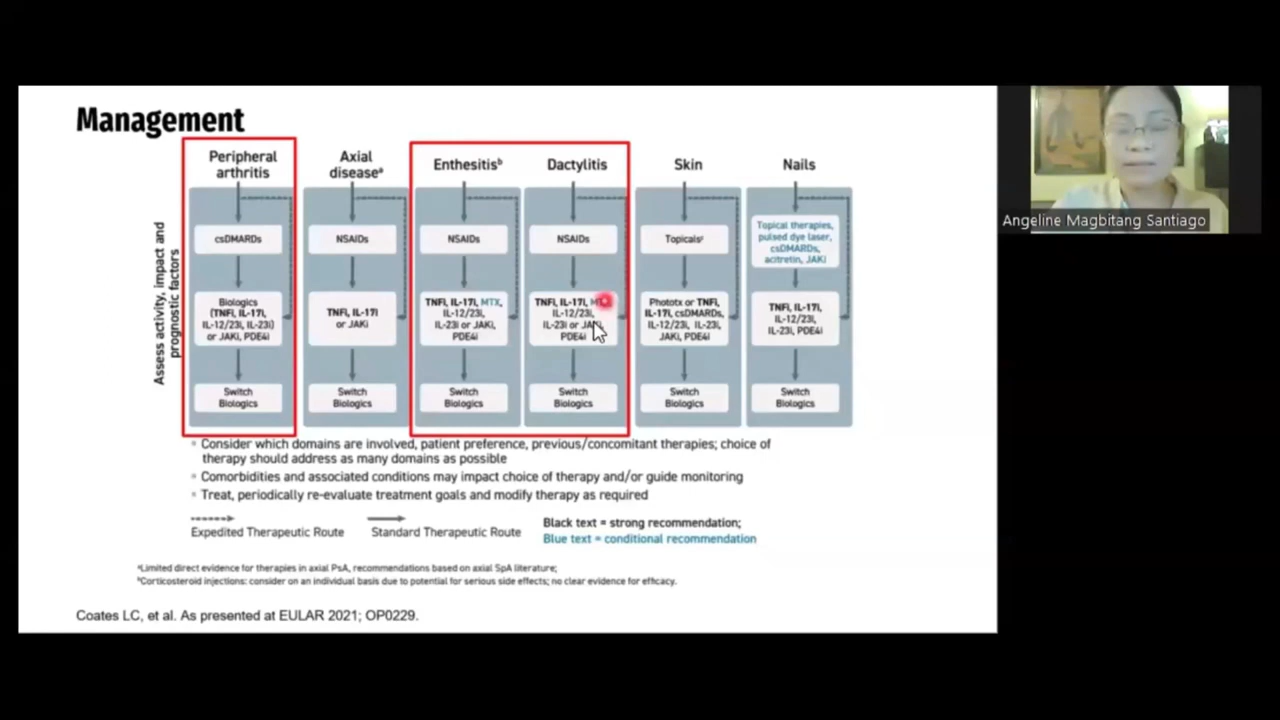 Management
Peripheral
arthritis
Axial
diseaseᵃ
Enthesitisᵇ
Dactylitis
Skin
Nails
Assess activity, impact and
prognostic factors
csDMARDs
Biologics
(TNFi, IL-17i,
IL-12/23i, IL-23i)
or JAKi, PDE4i
Switch
Biologics
NSAIDs
TNFi, IL-17i
or JAKi
Switch
Biologics
NSAIDs
TNFi, IL-17i, MTX,
IL-12/23i,
IL-23i or JAKi,
PDE4i
Switch
Biologics
NSAIDs
TNFi, IL-17i,
IL-12/23i,
IL-23i or JAKi,
PDE4i
Switch
Biologics
Topicalsᶜ
Phototx or TNFi,
IL-17i, csDMARDs,
IL-12/23i, IL-23i,
JAKi, PDE4i
Switch
Biologics
Topical therapies,
pulsed dye laser,
csDMARDs,
acitretin, JAKi
TNFi, IL-17i,
IL-12/23i,
IL-23i, PDE4i
Switch
Biologics
Consider which domains are involved, patient preference, previous/concomitant therapies; choice of
therapy should address as many domains as possible
Comorbidities and associated conditions may impact choice of therapy and/or guide monitoring
Treat, periodically re-evaluate treatment goals and modify therapy as required
Expedited Therapeutic Route
Standard Therapeutic Route
Black text = strong recommendation;
Blue text = conditional recommendation
ᵃLimited direct evidence for therapies in axial PsA, recommendations based on axial SpA literature;
ᵇCorticosteroid injections: consider on an individual basis due to potential for serious side effects; no clear evidence for efficacy.
Coates LC, et al. As presented at EULAR 2021; OP0229.
Angeline Magbitang Santiago